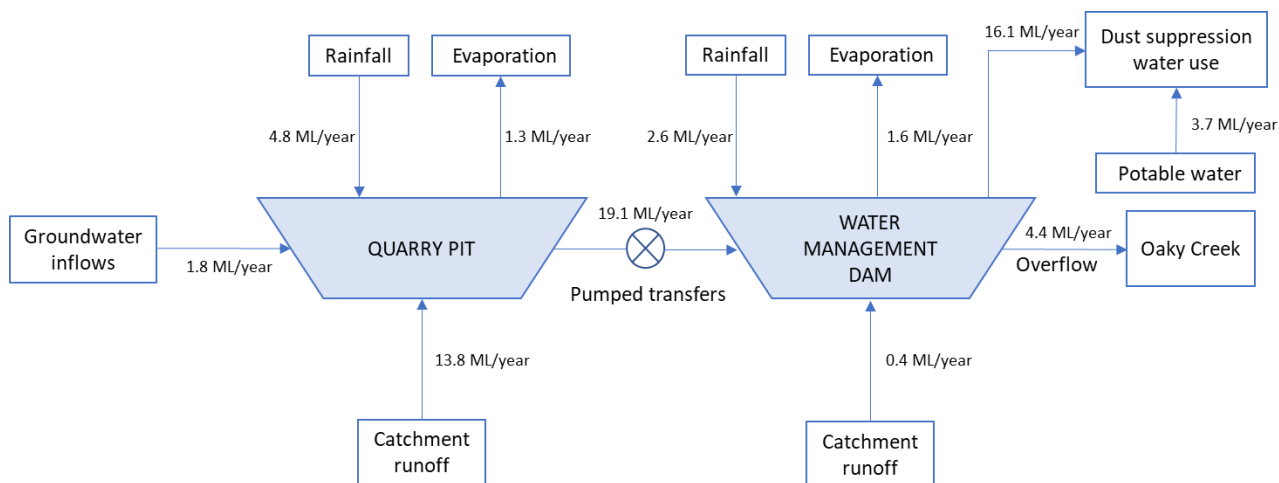 Rainfall
Evaporation
Rainfall
Evaporation
16.1 ML/year
Dust suppression
water use
4.8 ML/year
1.3 ML/year
2.6 ML/year
1.6 ML/year
3.7 ML/year
Potable water
Groundwater
inflows
1.8 ML/year
QUARRY PIT
19.1 ML/year
Pumped transfers
WATER
MANAGEMENT
DAM
4.4 ML/year
Overflow
Oaky Creek
13.8 ML/year
0.4 ML/year
Catchment
runoff
Catchment
runoff